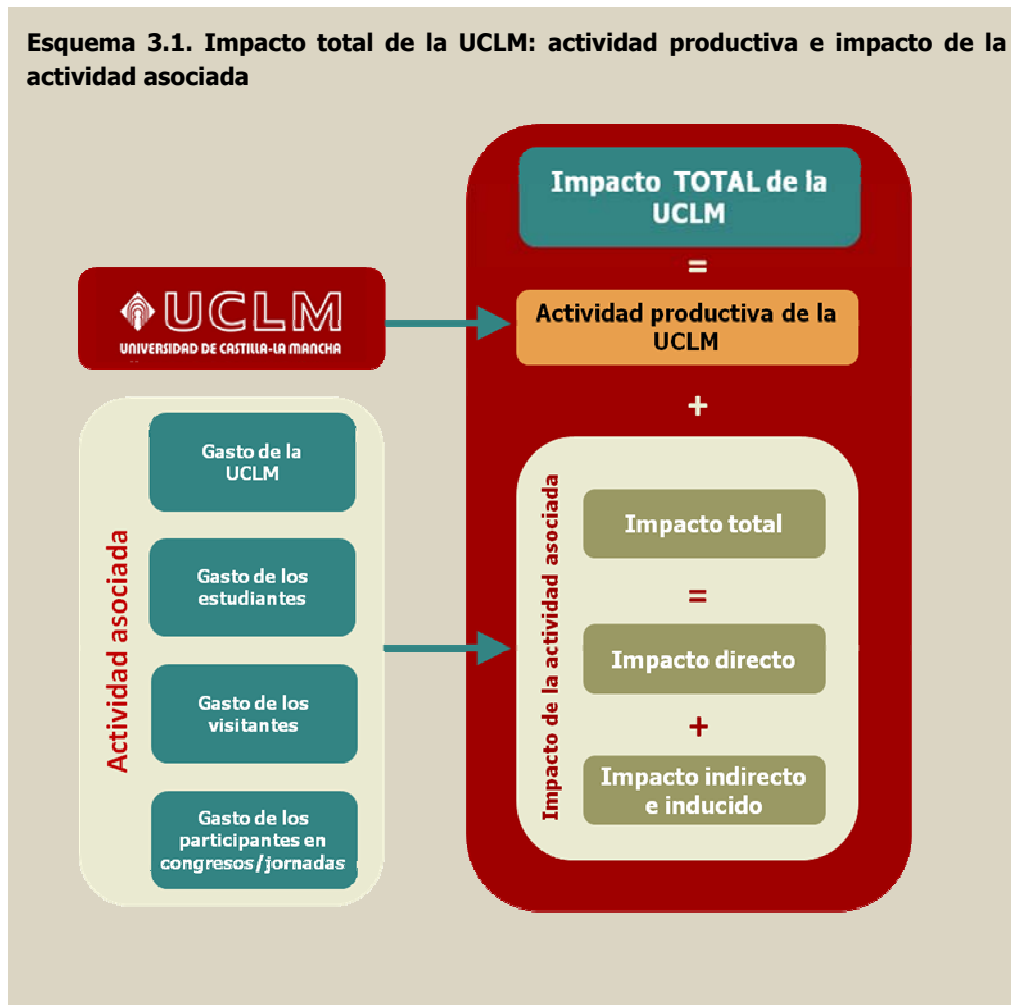 Esquema 3.1. Impacto total de la UCLM: actividad productiva e impacto de la
actividad asociada
Impacto TOTAL de la
UCLM
=
UCLM
UNIVERSIDAD DE CASTILLA-LA MANCHA
Actividad productiva de la
UCLM
+
Actividad asociada
Gasto de la
UCLM
Gasto de los
estudiantes
Gasto de los
visitantes
Gasto de los
participantes en
congresos/jornadas
Impacto de la actividad asociada
Impacto total
=
Impacto directo
+
Impacto indirecto
e inducido